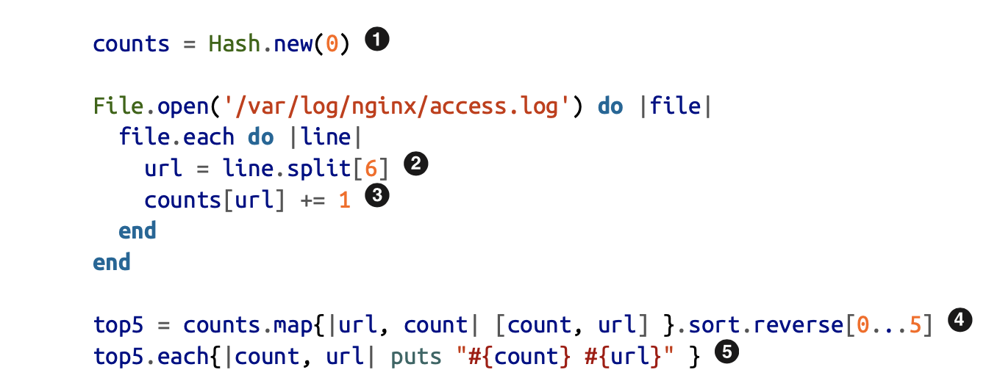 counts = Hash.new(0) ❶
File.open('/var/log/nginx/access.log') do |file|
  file.each do |line|
    url = line.split[6] ❷
    counts[url] += 1 ❸
  end
end
top5 = counts.map{|url, count| [count, url] }.sort.reverse[0...5] ❹
top5.each{|count, url| puts "#{count} #{url}" } ❺